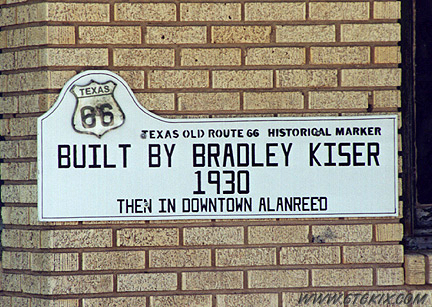 TEXAS
66
TEXAS OLD ROUTE 66 HISTORICAL MARKER
BUILT BY BRADLEY KISER
1930
THEN IN DOWNTOWN ALANREED
WWW.6T6KIX.COM